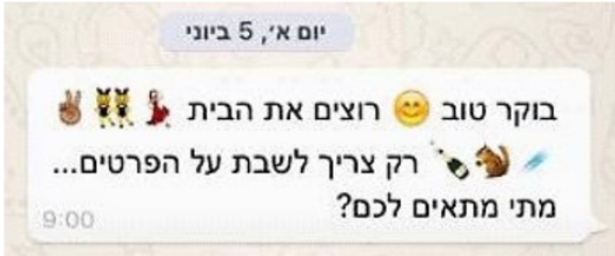 יום א׳, 5 ביוני
בוקר טוב 😊 רוצים את הבית 💃👯✌️
☄️🐿️🍾 רק צריך לשבת על הפרטים...
מתי מתאים לכם?
9:00